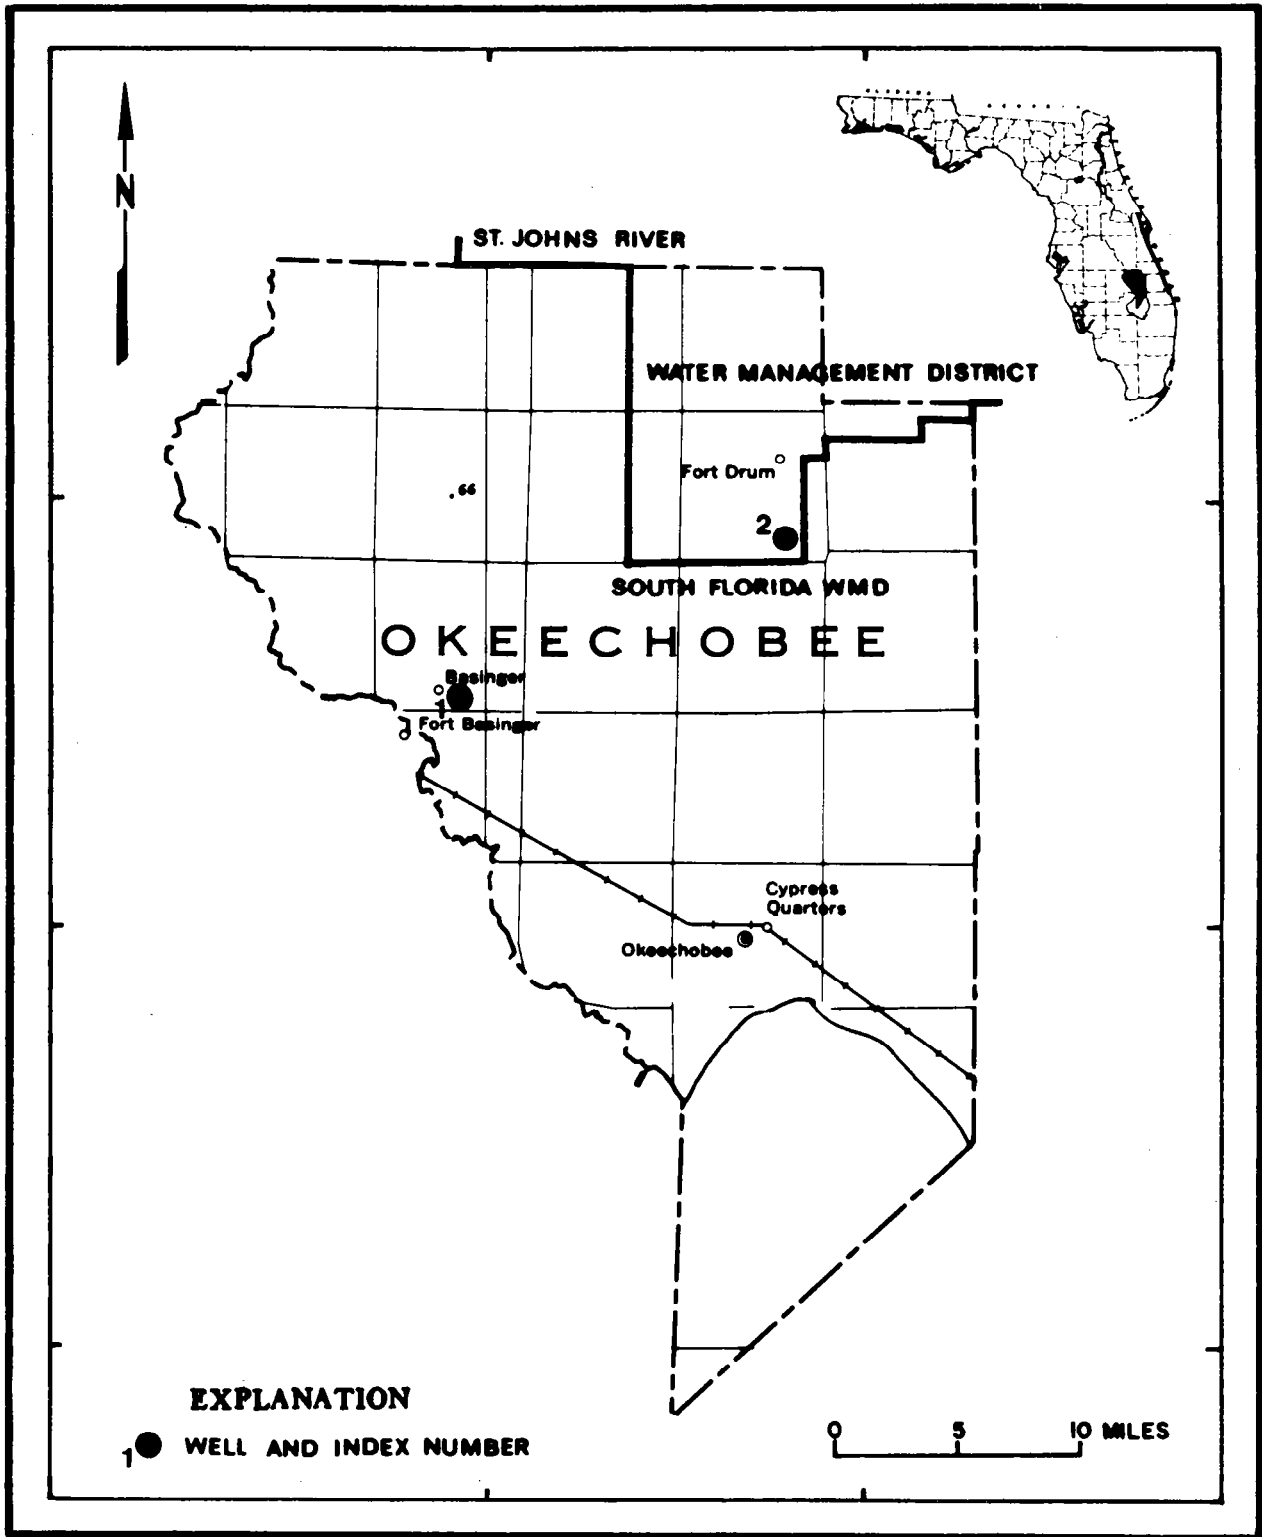 N
ST. JOHNS RIVER
WATER MANAGEMENT DISTRICT
Fort Drum
.66
2
SOUTH FLORIDA WMD
OKEECHOBEE
Basinger
1
Fort Basinger
Cypress
Quarters
Okeechobee
EXPLANATION
1 WELL AND INDEX NUMBER
0 5 10 MILES